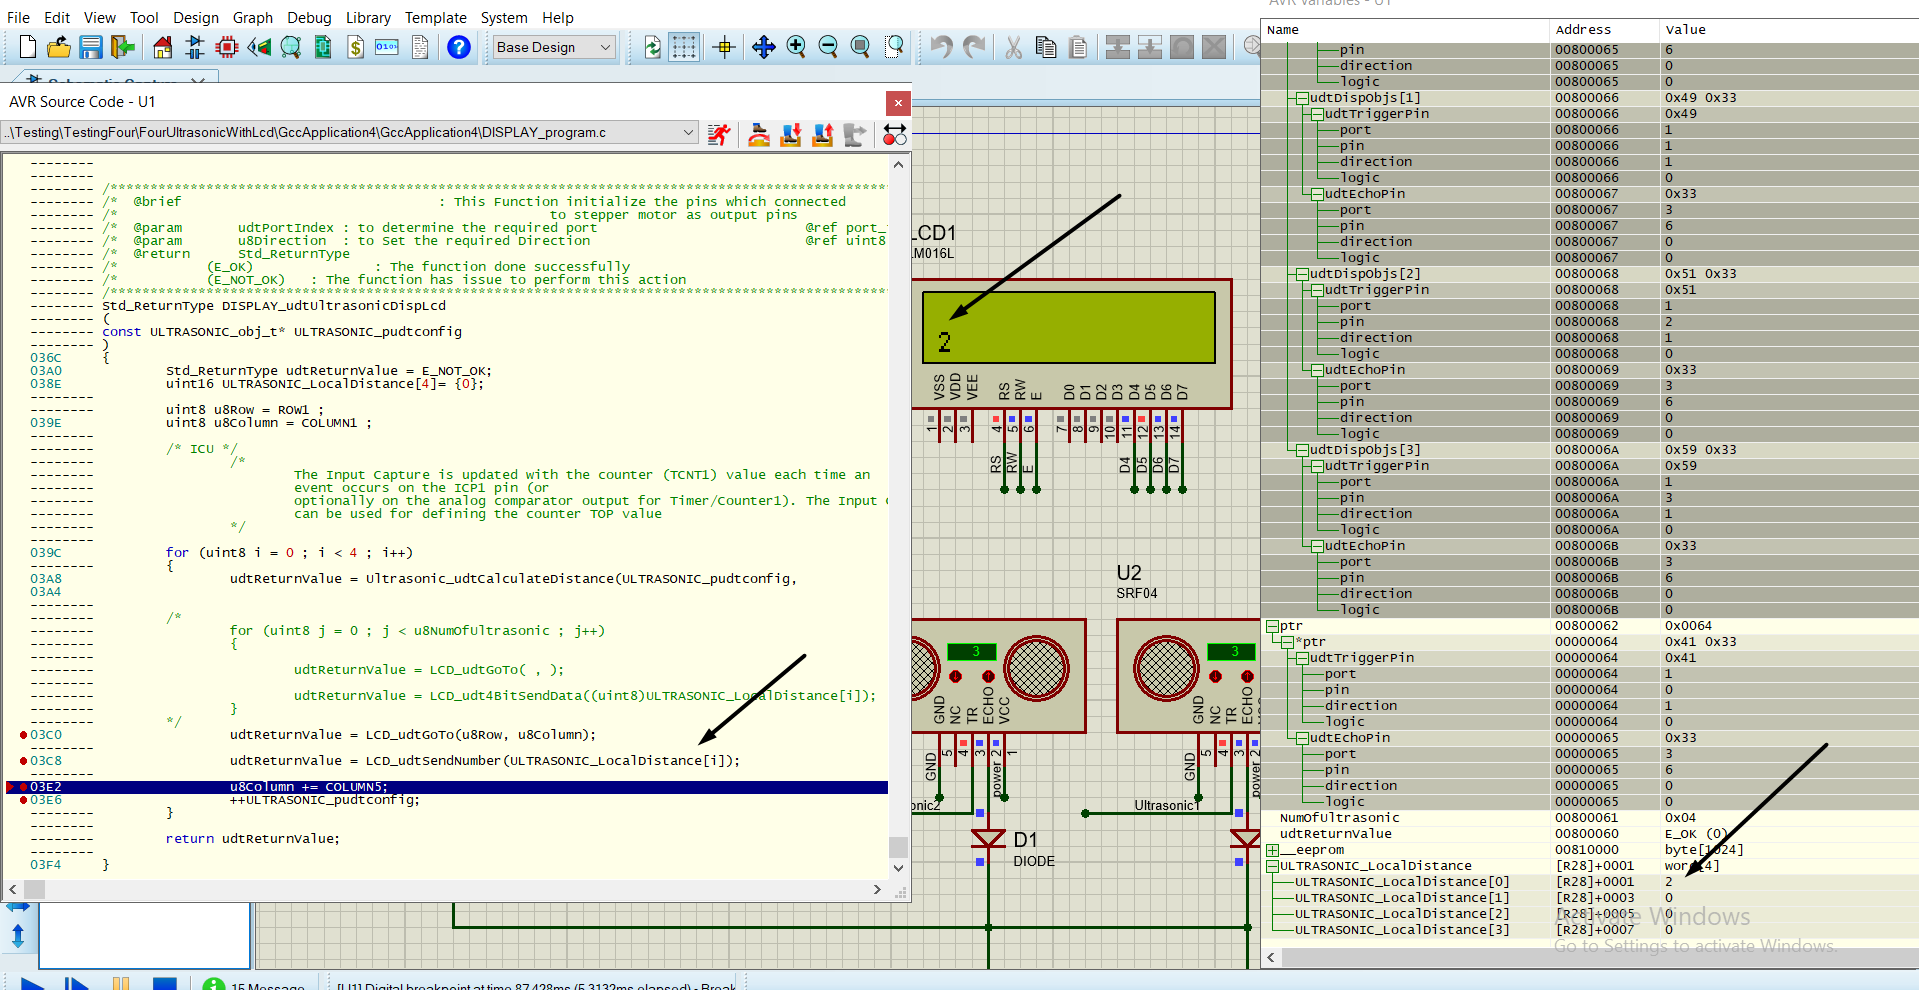 AVR Variables - U1
File Edit View Tool Design Graph Debug Library Template System Help
Base Design
AVR Source Code - U1
..\Testing\TestingFour\FourUltrasonicWithLcd\GccApplication4\GccApplication4\DISPLAY_program.c
/* @brief : This Function initialize the pins which connected
/* to stepper motor as output pins
/* @param udtPortIndex : to determine the required port @ref port_
/* @param u8Direction : to Set the required Direction @ref uint8
/* @return Std_ReturnType
/* (E_OK) : The function done successfully
/* (E_NOT_OK) : The function has issue to perform this action
Std_ReturnType DISPLAY_udtUltrasonicDispLcd
(
const ULTRASONIC_obj_t* ULTRASONIC_pudtconfig
)
036C {
03A0 Std_ReturnType udtReturnValue = E_NOT_OK;
038E uint16 ULTRASONIC_LocalDistance[4]= {0};
uint8 u8Row = ROW1 ;
039E uint8 u8Column = COLUMN1 ;
/* ICU */
/*
The Input Capture is updated with the counter (TCNT1) value each time an
event occurs on the ICP1 pin (or
optionally on the analog comparator output for Timer/Counter1). The Input
can be used for defining the counter TOP value
*/
039C for (uint8 i = 0 ; i < 4 ; i++)
{
03A8 udtReturnValue = Ultrasonic_udtCalculateDistance(ULTRASONIC_pudtconfig,
03A4
/*
for (uint8 j = 0 ; j < u8NumOfUltrasonic ; j++)
{
udtReturnValue = LCD_udtGoTo( , );
udtReturnValue = LCD_udt4BitSendData((uint8)ULTRASONIC_LocalDistance[i]);
}
*/
03C0 udtReturnValue = LCD_udtGoTo(u8Row, u8Column);
03C8 udtReturnValue = LCD_udtSendNumber(ULTRASONIC_LocalDistance[i]);
03E2 u8Column += COLUMN5;
03E6 ++ULTRASONIC_pudtconfig;
}
return udtReturnValue;
03F4 }
LCD1
LM016L
2
VSS VDD VEE RS RW E D0 D1 D2 D3 D4 D5 D6 D7
1 2 3 4 5 6 7 8 9 10 11 12 13 14
RS RW E D4 D5 D6 D7
U2
SRF04
3
GND NC TR ECHO VCC
5 4 3 2 1
GND
power
onic2
D1
DIODE
3
GND NC TR ECHO
5 4 3 2
GND
power
Ultrasonic1
Name Address Value
pin 00800065 6
direction 00800065 0
logic 00800065 0
udtDispObjs[1] 00800066 0x49 0x33
udtTriggerPin 00800066 0x49
port 00800066 1
pin 00800066 1
direction 00800066 1
logic 00800066 0
udtEchoPin 00800067 0x33
port 00800067 3
pin 00800067 6
direction 00800067 0
logic 00800067 0
udtDispObjs[2] 00800068 0x51 0x33
udtTriggerPin 00800068 0x51
port 00800068 1
pin 00800068 2
direction 00800068 1
logic 00800068 0
udtEchoPin 00800069 0x33
port 00800069 3
pin 00800069 6
direction 00800069 0
logic 00800069 0
udtDispObjs[3] 0080006A 0x59 0x33
udtTriggerPin 0080006A 0x59
port 0080006A 1
pin 0080006A 3
direction 0080006A 1
logic 0080006A 0
udtEchoPin 0080006B 0x33
port 0080006B 3
pin 0080006B 6
direction 0080006B 0
logic 0080006B 0
ptr 00800062 0x0064
*ptr 00000064 0x41 0x33
udtTriggerPin 00000064 0x41
port 00000064 1
pin 00000064 0
direction 00000064 1
logic 00000064 0
udtEchoPin 00000065 0x33
port 00000065 3
pin 00000065 6
direction 00000065 0
logic 00000065 0
NumOfUltrasonic 00800061 0x04
udtReturnValue 00800060 E_OK (0)
__eeprom 00810000 byte[1024]
ULTRASONIC_LocalDistance [R28]+0001 word[4]
ULTRASONIC_LocalDistance[0] [R28]+0001 2
ULTRASONIC_LocalDistance[1] [R28]+0003 0
ULTRASONIC_LocalDistance[2] [R28]+0005 0
ULTRASONIC_LocalDistance[3] [R28]+0007 0
Activate Windows
Go to Settings to activate Windows.
15 Message
[U1] Digital breakpoint at time 87.428ms (5.3132ms elapsed) - Break